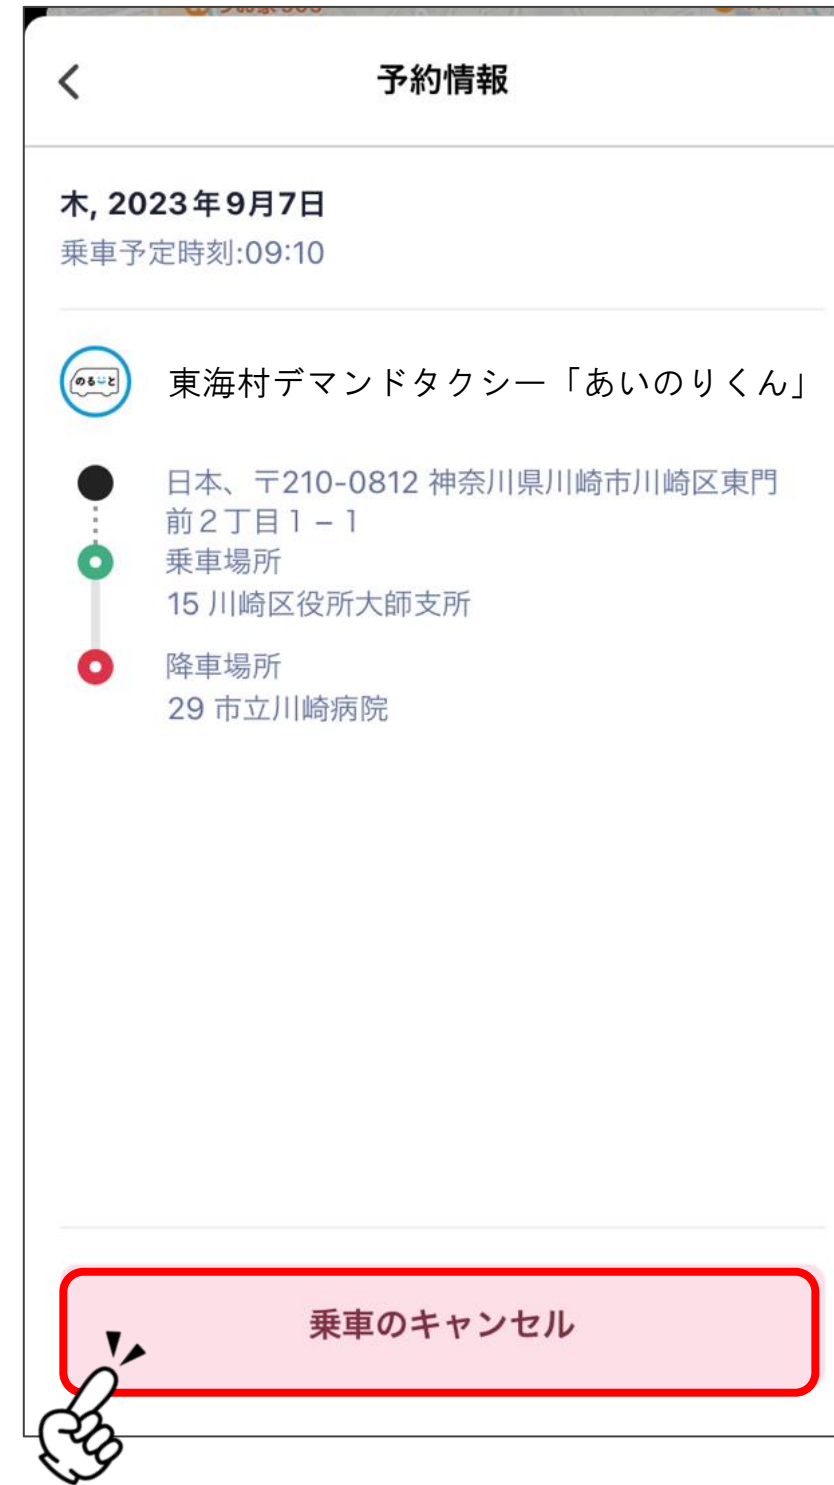 予約情報
木, 2023年9月7日
乗車予定時刻:09:10
のるーと
東海村デマンドタクシー「あいのりくん」
日本、〒210-0812 神奈川県川崎市川崎区東門
前２丁目１−１
乗車場所
15 川崎区役所大師支所
降車場所
29 市立川崎病院
乗車のキャンセル